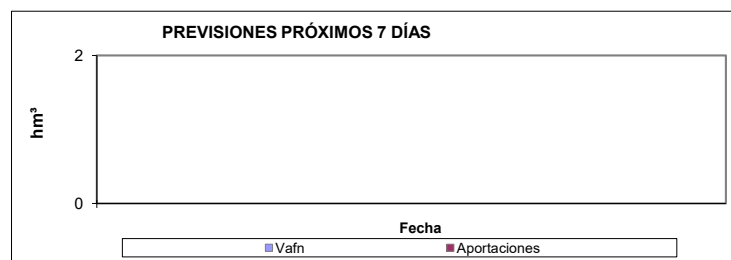 PREVISIONES PRÓXIMOS 7 DÍAS
2
hm³
0
Fecha
Vafn Aportaciones